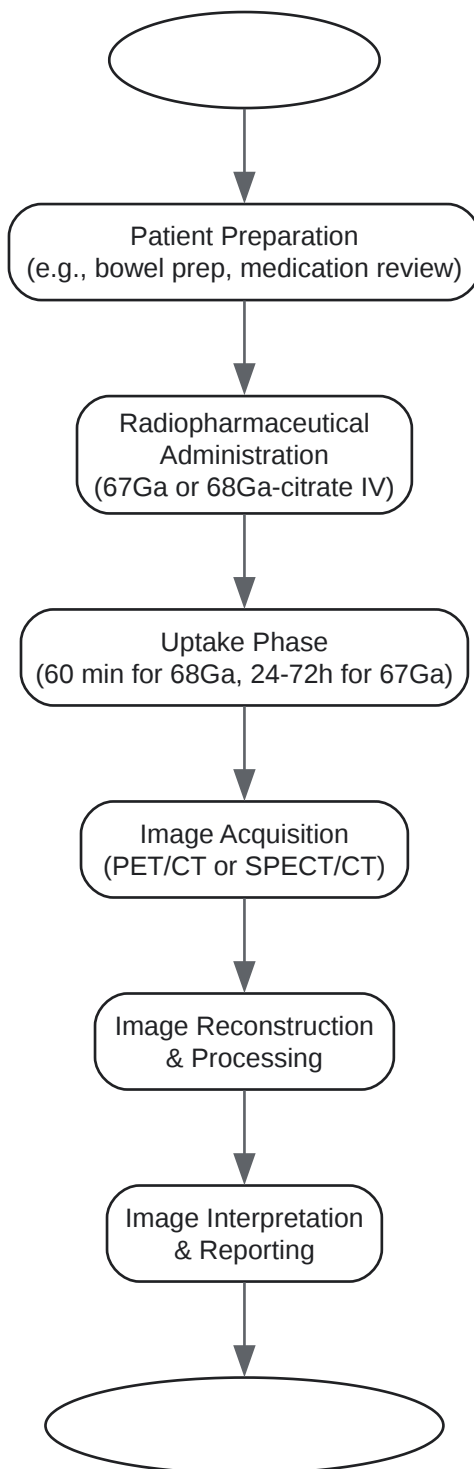 Patient Preparation
(e.g., bowel prep, medication review)
Radiopharmaceutical
Administration
(67Ga or 68Ga-citrate IV)
Uptake Phase
(60 min for 68Ga, 24-72h for 67Ga)
Image Acquisition
(PET/CT or SPECT/CT)
Image Reconstruction
& Processing
Image Interpretation
& Reporting